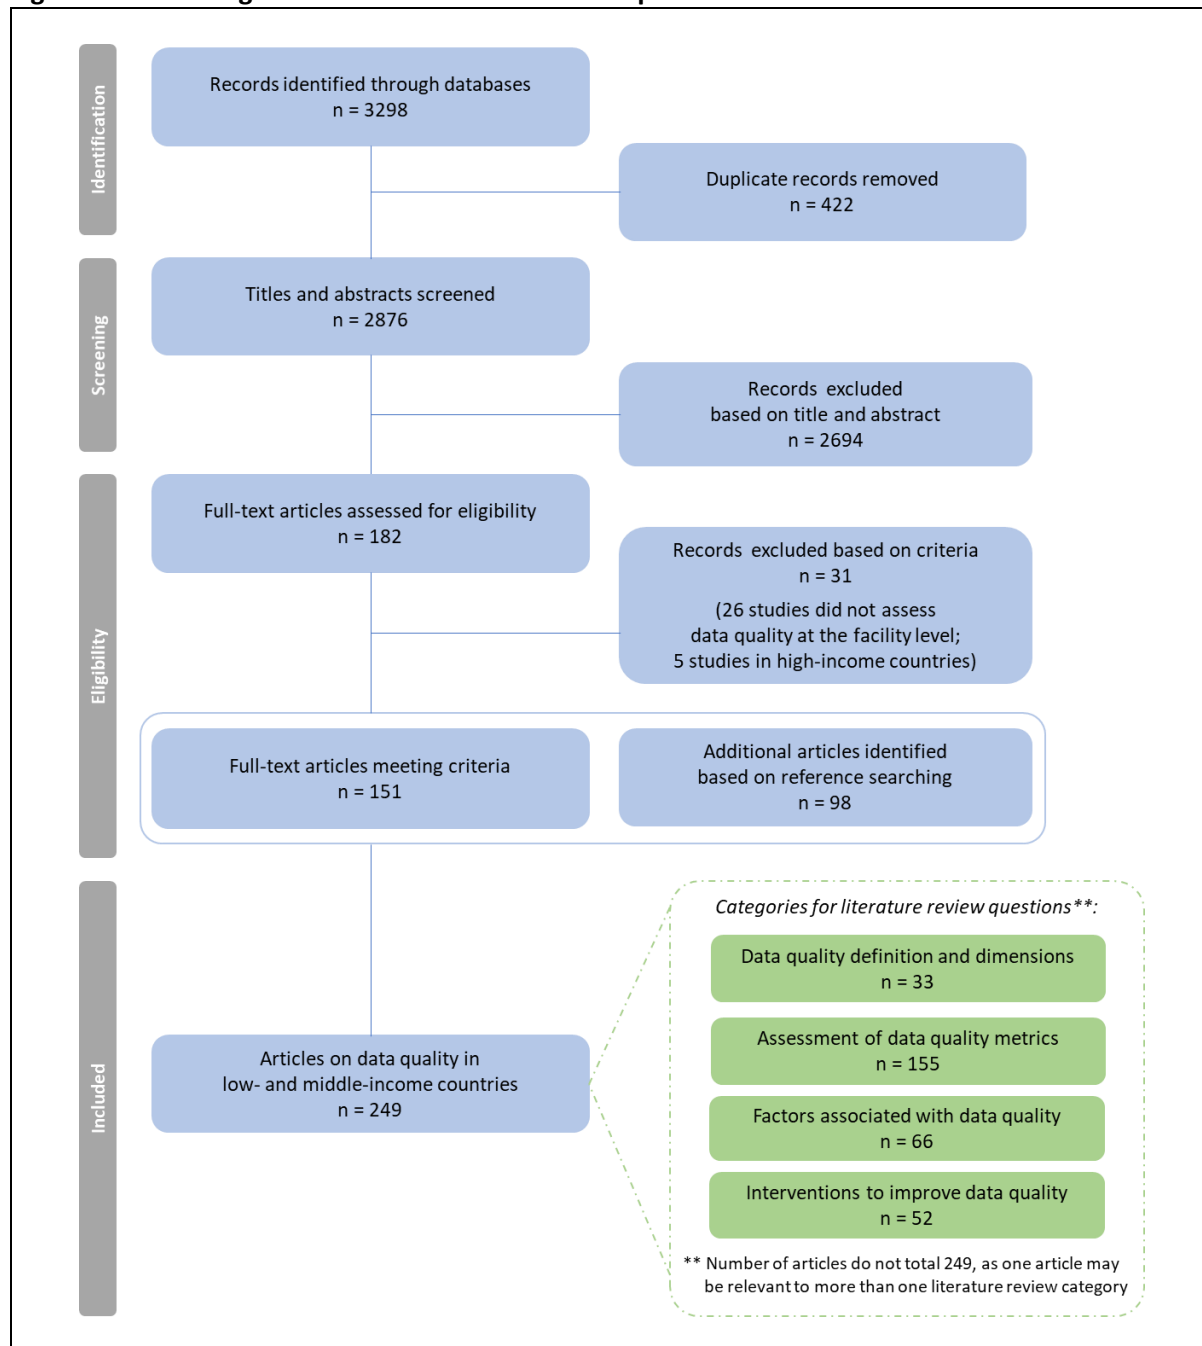 Identification
Records identified through databases
n = 3298
Duplicate records removed
n = 422
Screening
Titles and abstracts screened
n = 2876
Records excluded
based on title and abstract
n = 2694
Eligibility
Full-text articles assessed for eligibility
n = 182
Records excluded based on criteria
n = 31
(26 studies did not assess
data quality at the facility level;
5 studies in high-income countries)
Full-text articles meeting criteria
n = 151
Additional articles identified
based on reference searching
n = 98
Included
Articles on data quality in
low- and middle-income countries
n = 249
Categories for literature review questions**:
Data quality definition and dimensions
n = 33
Assessment of data quality metrics
n = 155
Factors associated with data quality
n = 66
Interventions to improve data quality
n = 52
** Number of articles do not total 249, as one article may
be relevant to more than one literature review category